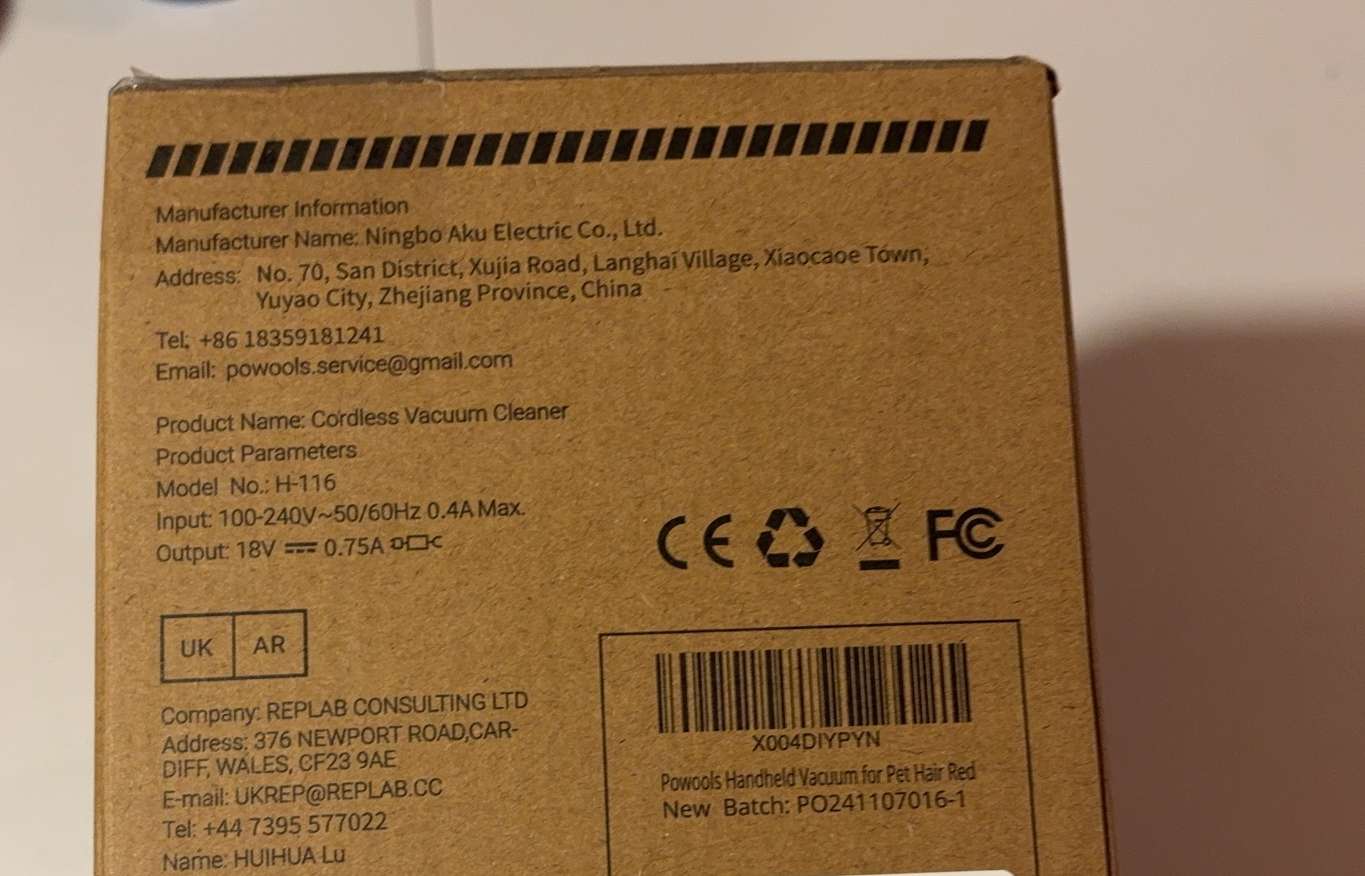 Manufacturer Information
Manufacturer Name: Ningbo Aku Electric Co., Ltd.
Address: No. 70, San District, Xujia Road, Langhai Village, Xiaocaoe Town,
Yuyao City, Zhejiang Province, China
Tel: +86 18359181241
Email: powools.service@gmail.com
Product Name: Cordless Vacuum Cleaner
Product Parameters
Model No.: H-116
Input: 100-240V~50/60Hz 0.4A Max.
Output: 18V ⎓ 0.75A
CE FC
UK AR
Company: REPLAB CONSULTING LTD
Address: 376 NEWPORT ROAD,CAR-
DIFF, WALES, CF23 9AE
E-mail: UKREP@REPLAB.CC
Tel: +44 7395 577022
Name: HUIHUA Lu
X004DIYPYN
Powools Handheld Vacuum for Pet Hair Red
New Batch: PO241107016-1